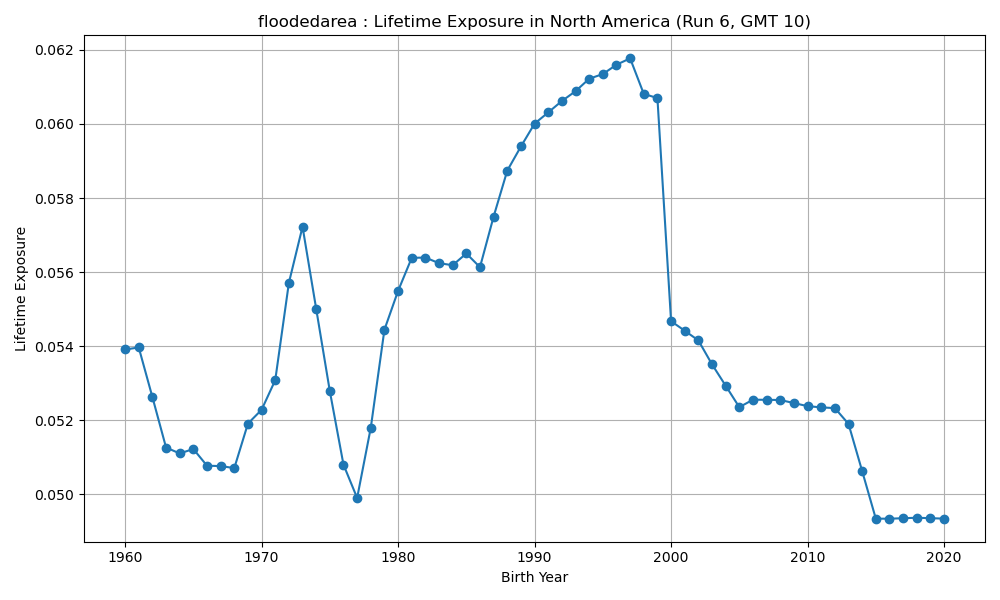 floodedarea : Lifetime Exposure in North America (Run 6, GMT 10)
Lifetime Exposure
0.062
0.060
0.058
0.056
0.054
0.052
0.050
1960 1970 1980 1990 2000 2010 2020
Birth Year